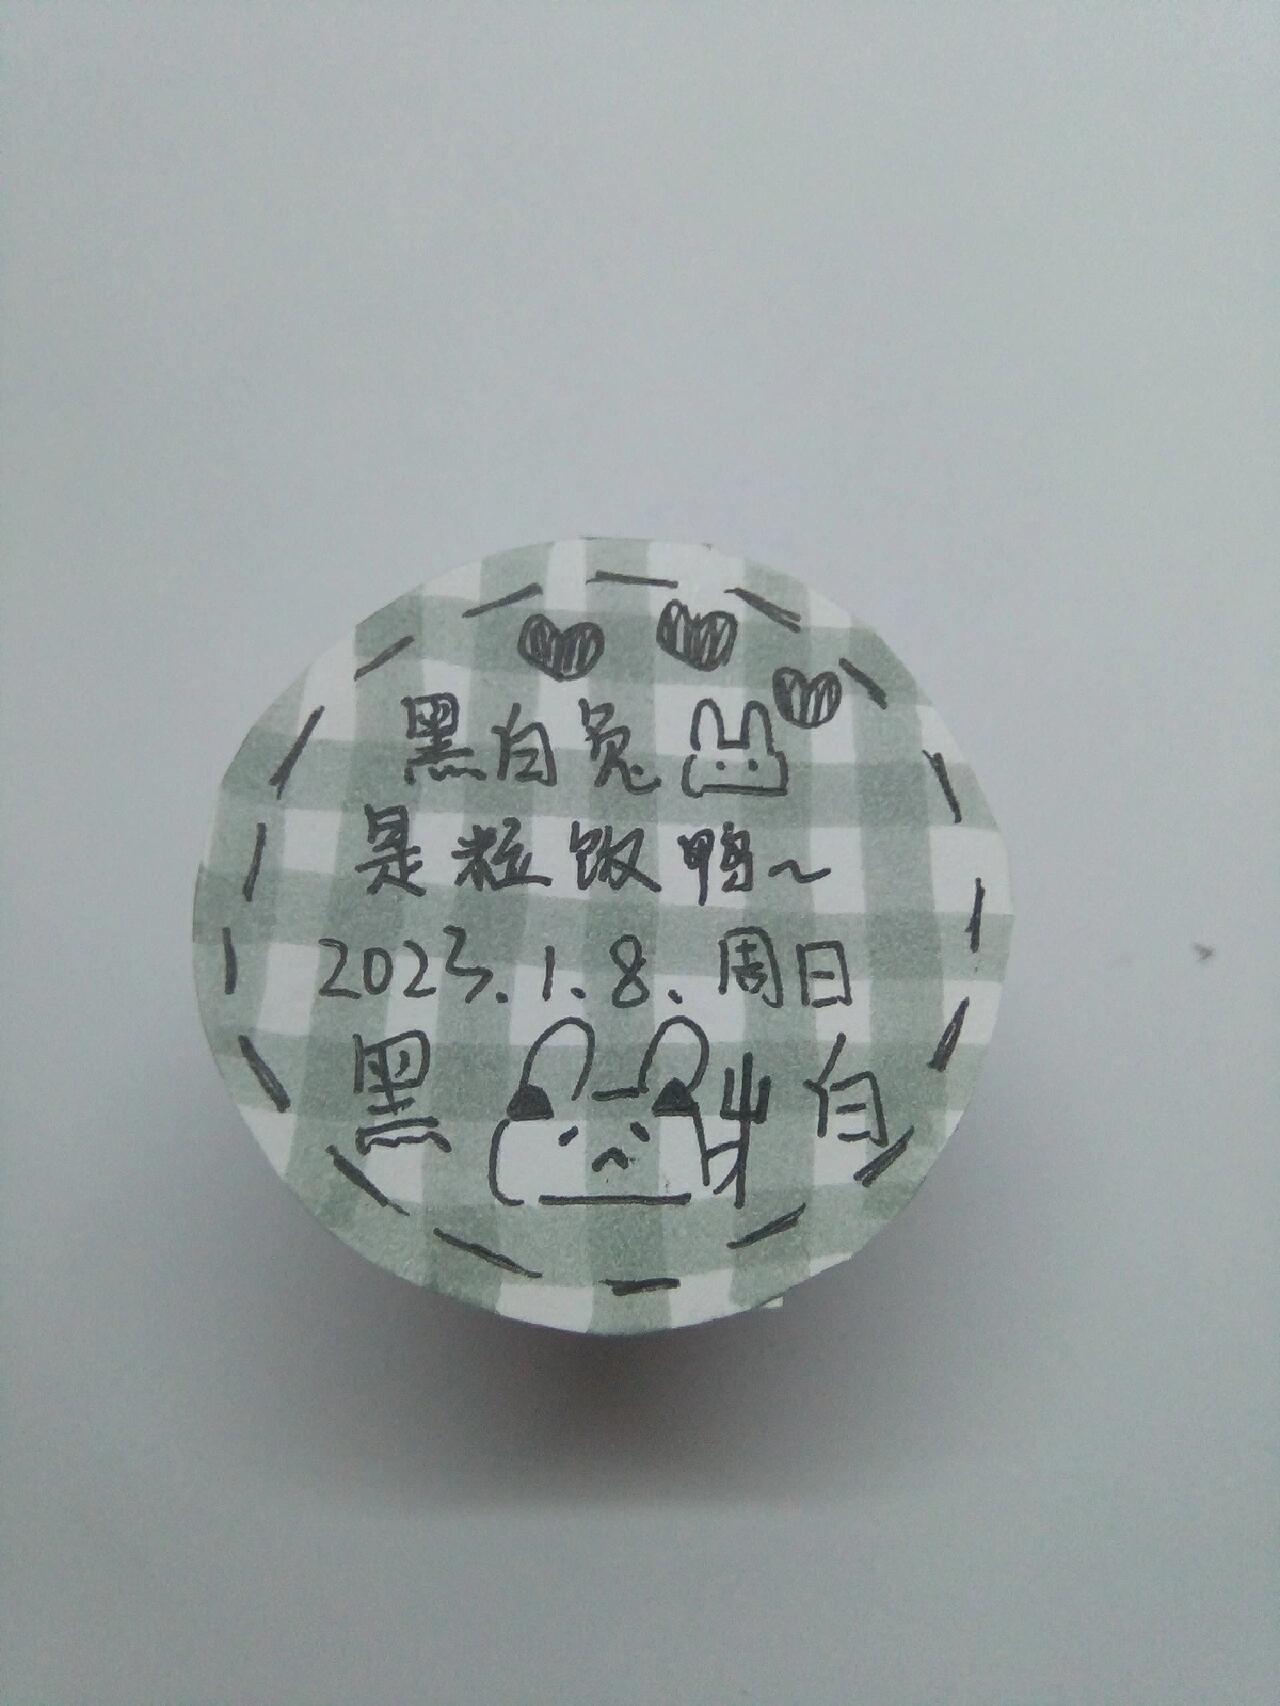 黑白兔
是粒饭鸭~
2023.1.8.周日
黑 白